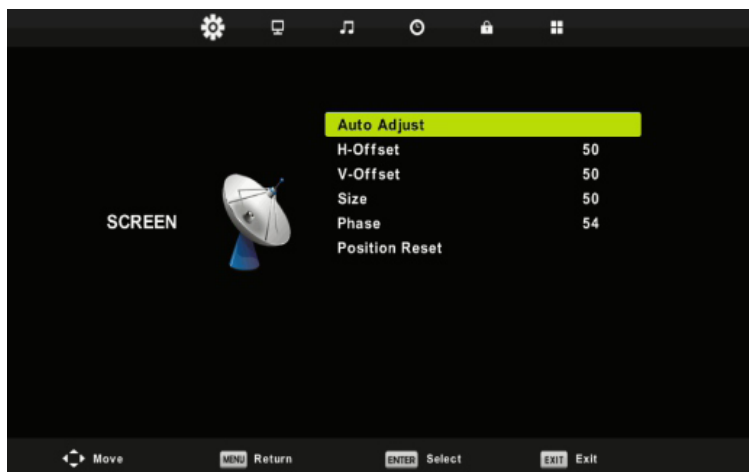 Auto Adjust
H-Offset 50
V-Offset 50
Size 50
SCREEN
Phase 54
Position Reset
Move MENU Return ENTER Select EXIT Exit